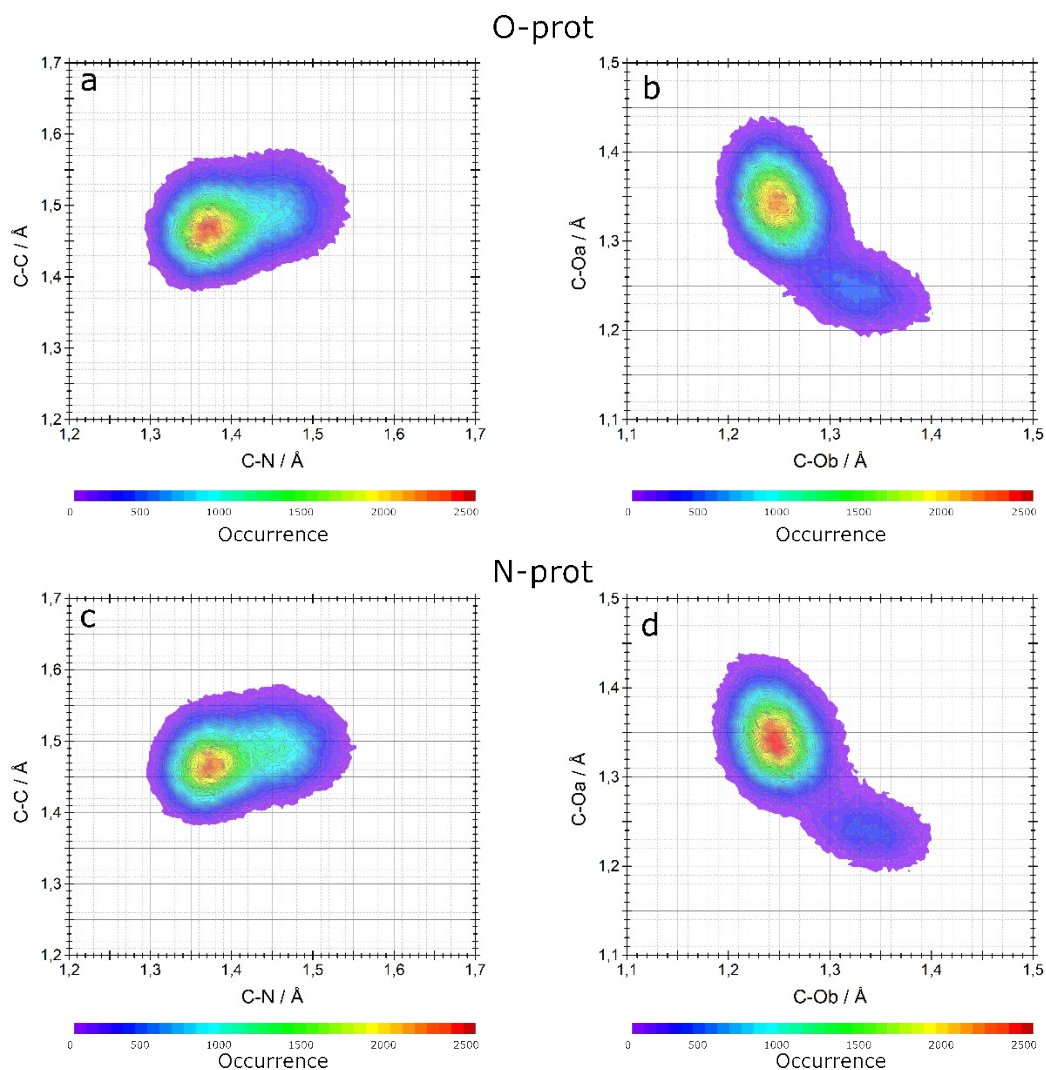 O-prot
a
1,7
1,6
1,5
1,4
1,3
1,2
C-C / Å
1,2 1,3 1,4 1,5 1,6 1,7
C-N / Å
0 500 1000 1500 2000 2500
Occurrence
b
1,5
1,4
1,3
1,2
1,1
C-Oa / Å
1,1 1,2 1,3 1,4 1,5
C-Ob / Å
0 500 1000 1500 2000 2500
Occurrence
N-prot
c
1,7
1,6
1,5
1,4
1,3
1,2
C-C / Å
1,2 1,3 1,4 1,5 1,6 1,7
C-N / Å
0 500 1000 1500 2000 2500
Occurrence
d
1,5
1,4
1,3
1,2
1,1
C-Oa / Å
1,1 1,2 1,3 1,4 1,5
C-Ob / Å
0 500 1000 1500 2000 2500
Occurrence